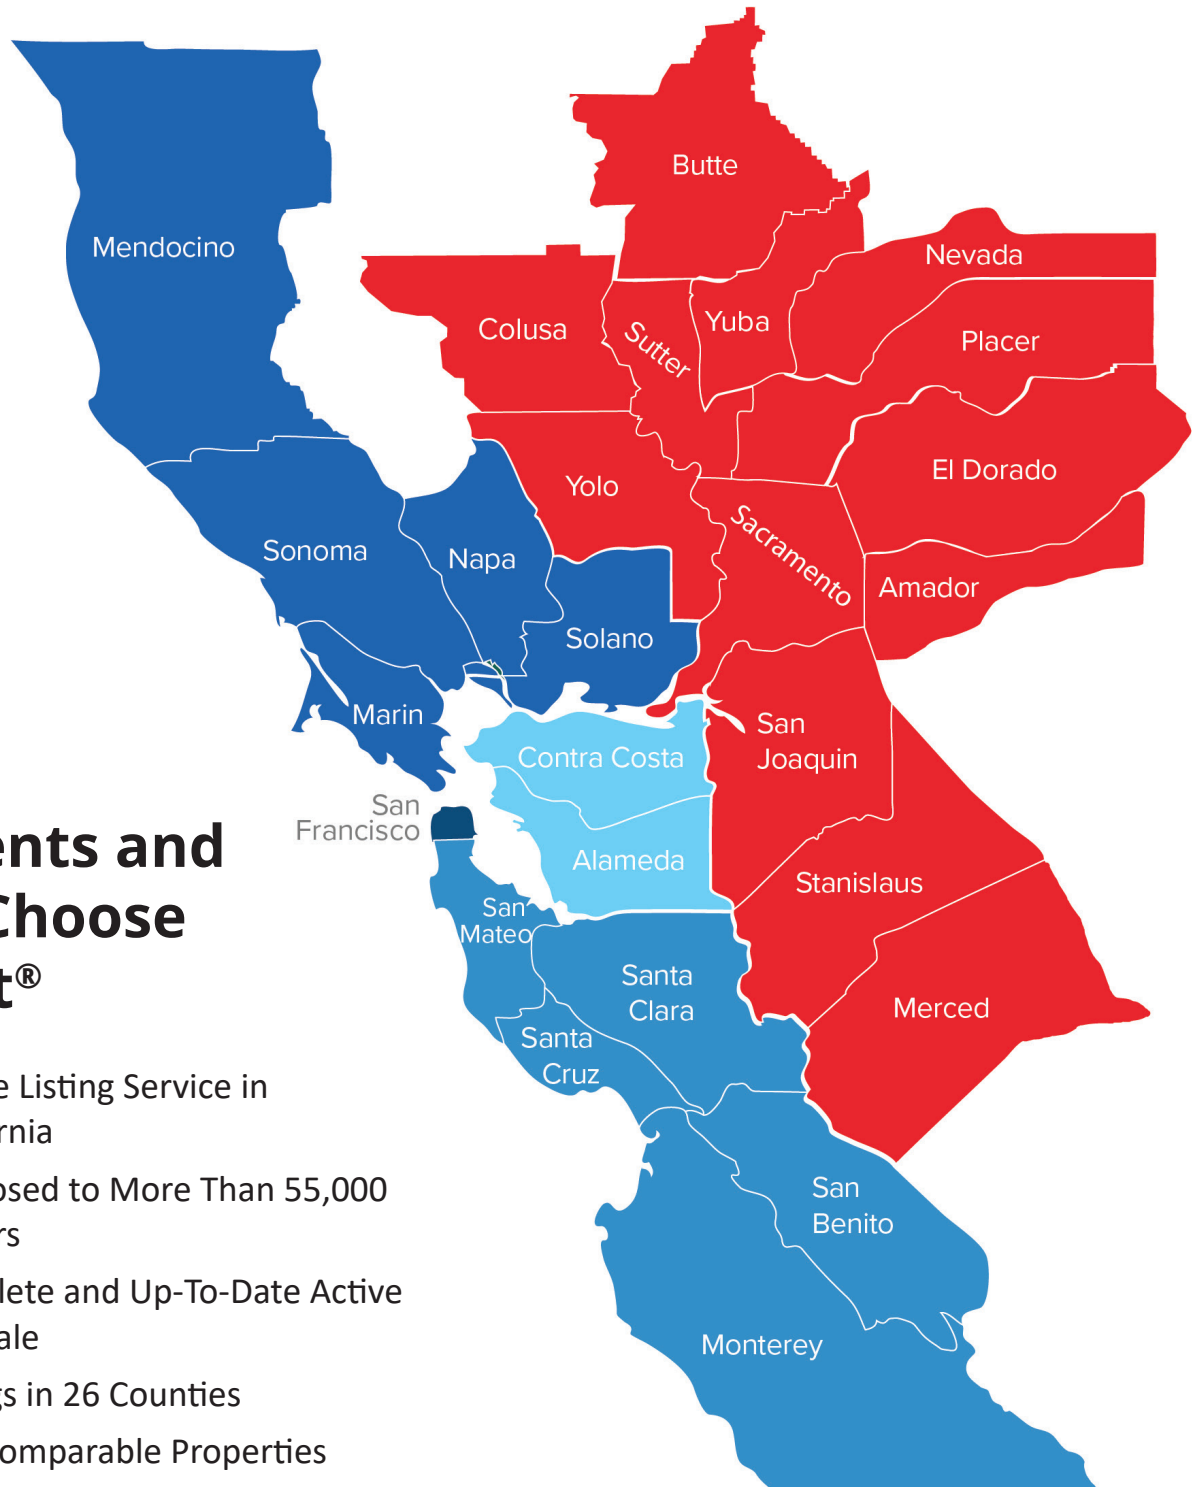 Butte
Mendocino
Nevada
Colusa
Sutter
Yuba
Placer
El Dorado
Yolo
Sacramento
Sonoma
Napa
Amador
Solano
Marin
San
Joaquin
Contra Costa
San
Francisco
Alameda
Stanislaus
San
Mateo
Santa
Clara
Merced
Santa
Cruz
San
Benito
Monterey
ents and
Choose
t®
e Listing Service in
rnia
osed to More Than 55,000
rs
lete and Up-To-Date Active
ale
gs in 26 Counties
omparable Properties